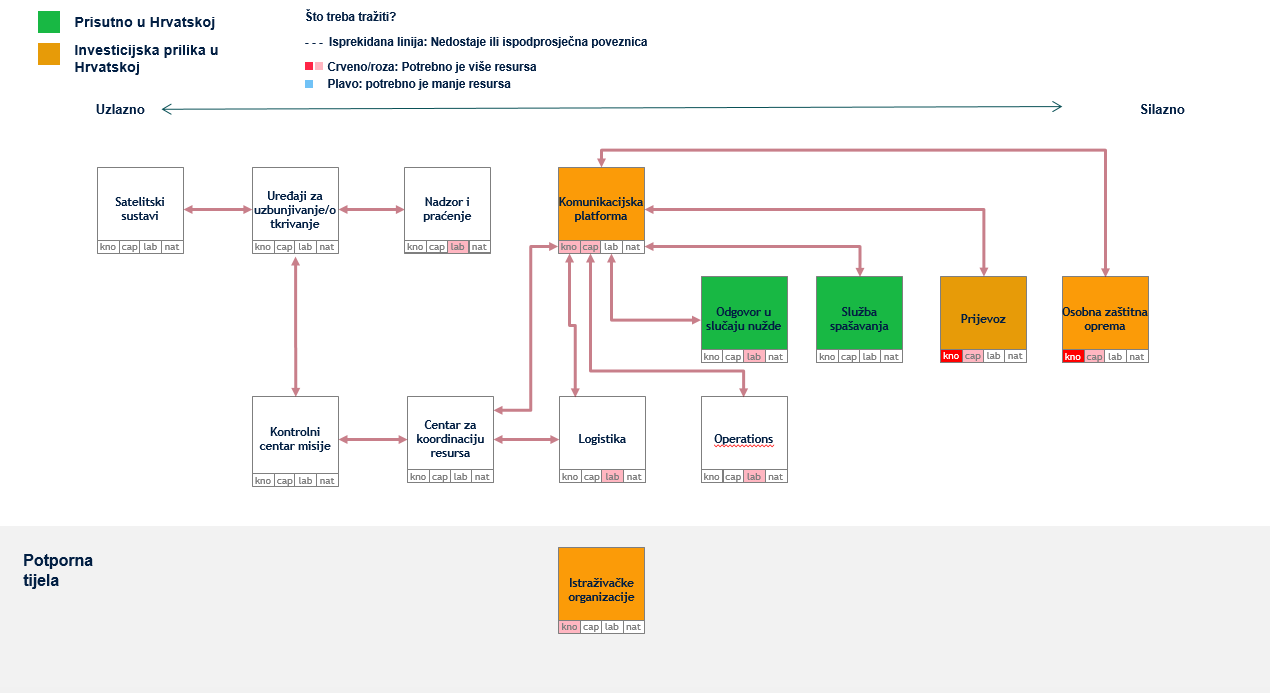 Prisutno u Hrvatskoj
Investicijska prilika u
Hrvatskoj
Što treba tražiti?
- - - Isprekidana linija: Nedostaje ili ispodprosječna poveznica
Crveno/roza: Potrebno je više resursa
Plavo: potrebno je manje resursa
Uzlazno
Silazno
Satelitski
sustavi
kno cap lab nat
Uređaji za
uzbunjivanje/o
tkrivanje
kno cap lab nat
Nadzor i
praćenje
kno cap lab nat
Komunikacijska
platforma
kno cap lab nat
Odgovor u
slučaju nužde
kno cap lab nat
Služba
spašavanja
kno cap lab nat
Prijevoz
kno cap lab nat
Osobna zaštitna
oprema
kno cap lab nat
Kontrolni
centar misije
kno cap lab nat
Centar za
koordinaciju
resursa
kno cap lab nat
Logistika
kno cap lab nat
Operations
kno cap lab nat
Potporna
tijela
Istraživačke
organizacije
kno cap lab nat